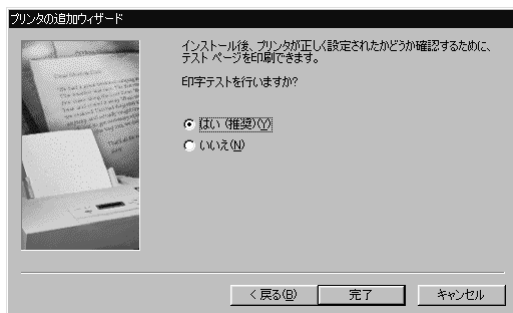 プリンタの追加ウィザード
インストール後、プリンタが正しく設定されたかどうか確認するために、
テスト ページを印刷できます。
印字テストを行いますか?
はい (推奨)(Y)
いいえ(N)
< 戻る(B)
完了
キャンセル